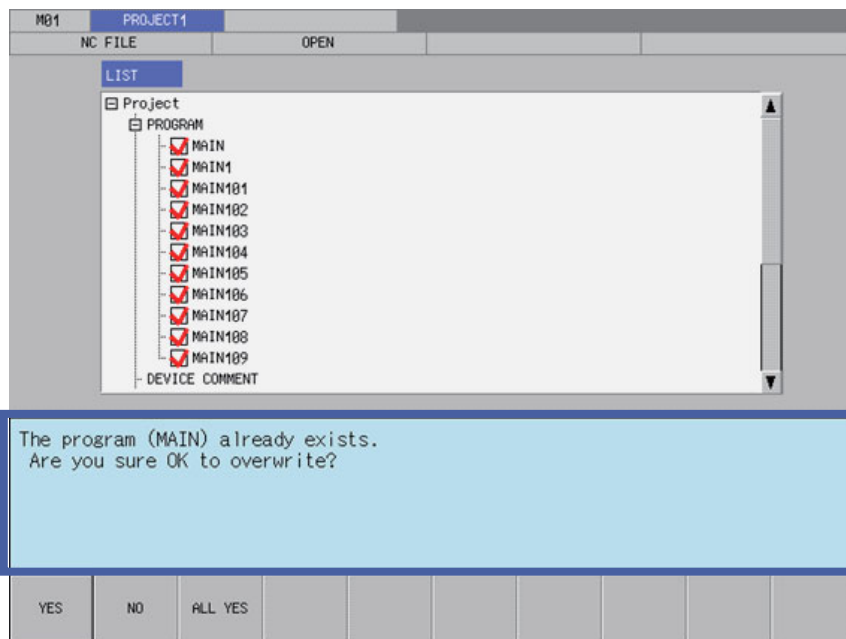 M01 PROJECT1
NC FILE OPEN
LIST
Project
PROGRAM
MAIN
MAIN1
MAIN101
MAIN102
MAIN103
MAIN104
MAIN105
MAIN106
MAIN107
MAIN108
MAIN109
DEVICE COMMENT
The program (MAIN) already exists.
Are you sure OK to overwrite?
YES NO ALL YES